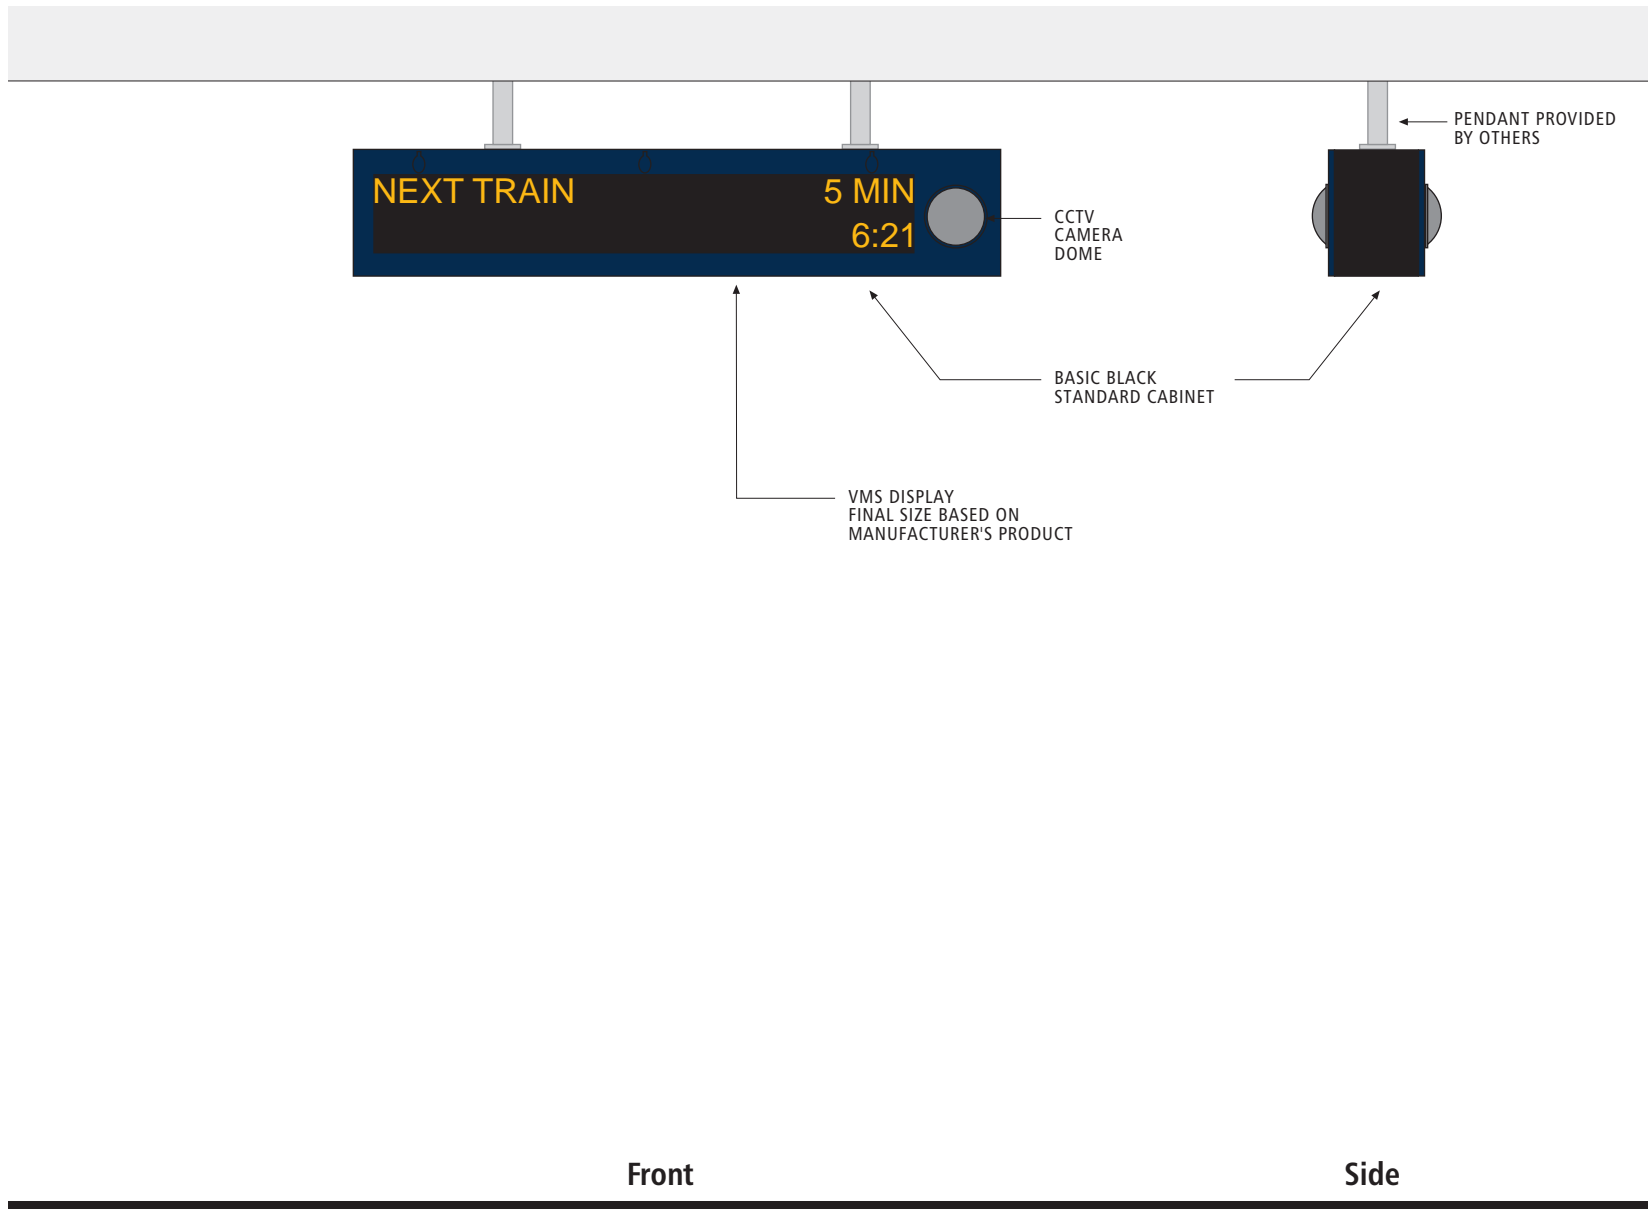 PENDANT PROVIDED
BY OTHERS
NEXT TRAIN 5 MIN
6:21
CCTV
CAMERA
DOME
BASIC BLACK
STANDARD CABINET
VMS DISPLAY
FINAL SIZE BASED ON
MANUFACTURER'S PRODUCT
Front Side